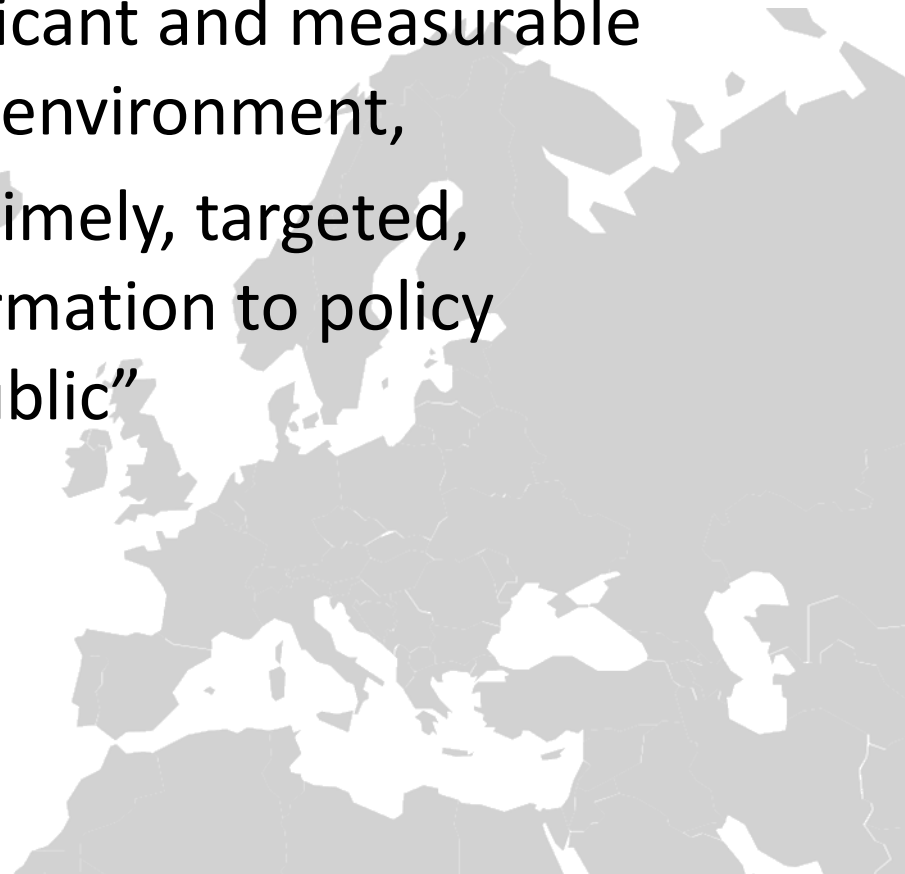 icant and measurable
environment,
imely, targeted,
rmation to policy
blic”